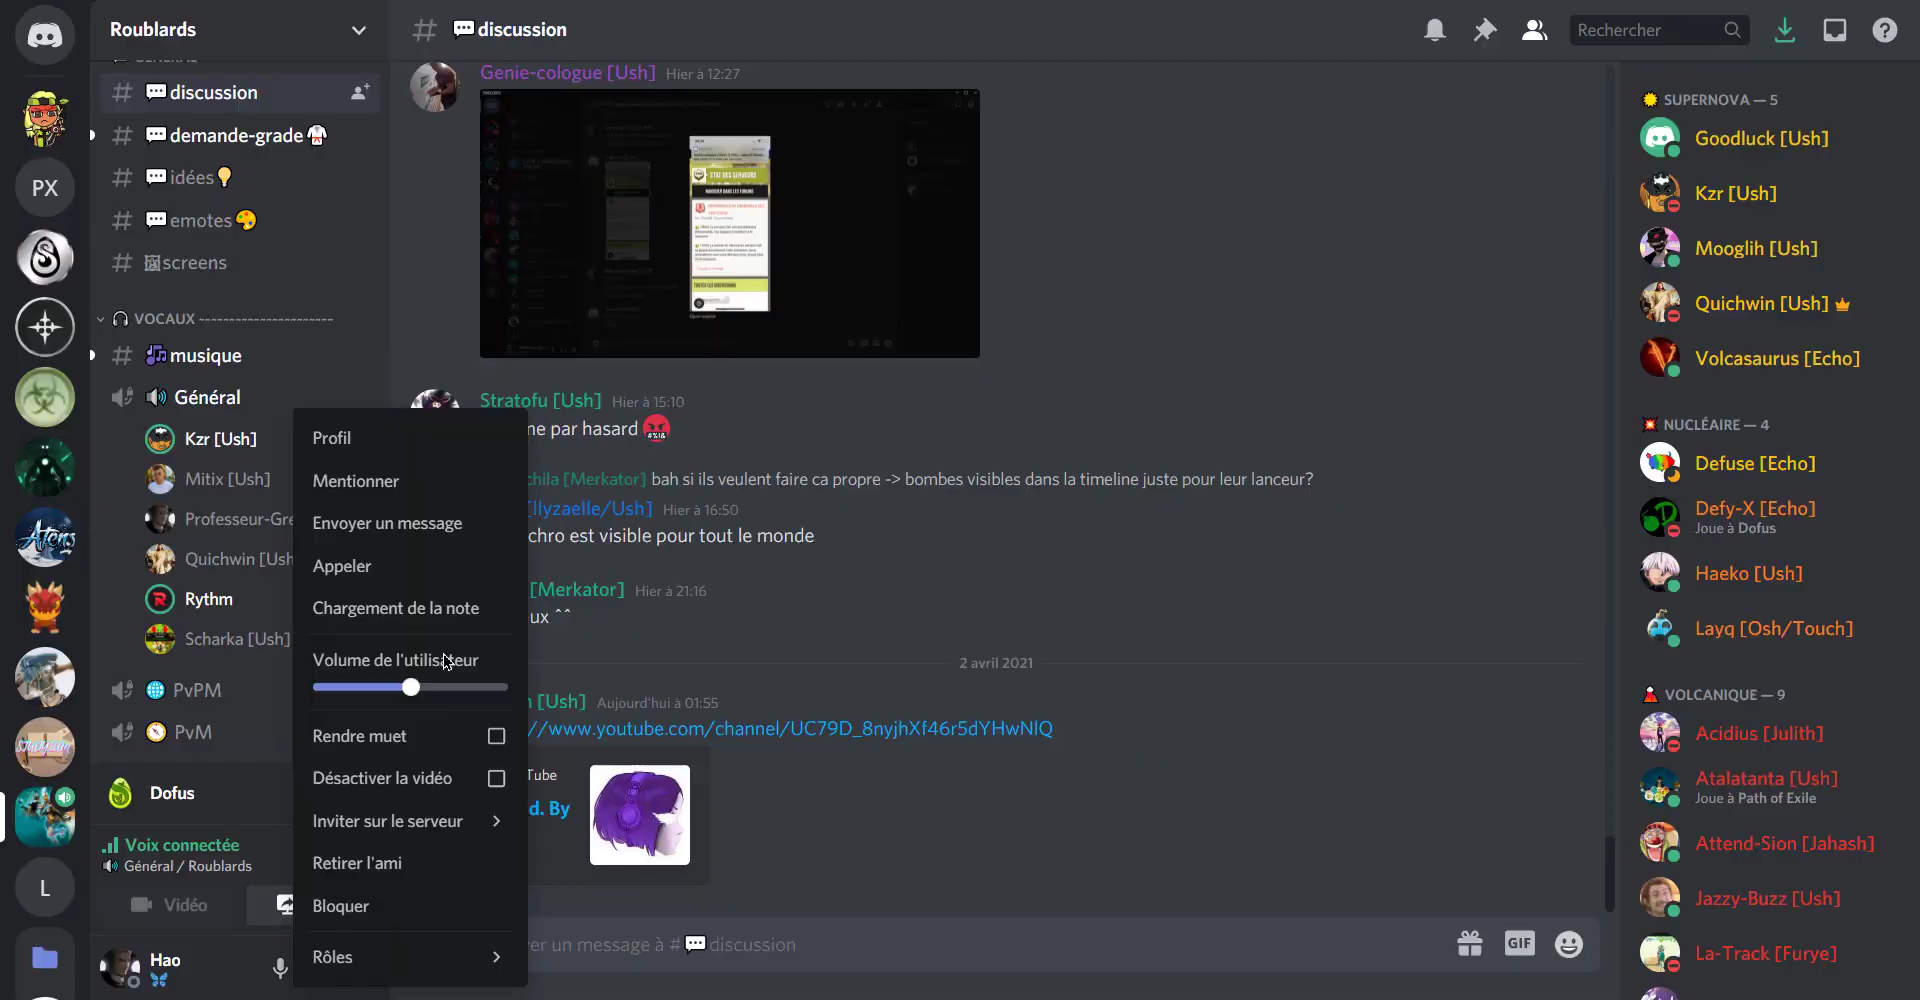 Roublards
discussion
Rechercher
discussion
demande-grade
idées
emotes
screens
VOCAUX ----------------------
musique
Général
Kzr [Ush]
Mitix [Ush]
Professeur-Gre
Quichwin [Ush
Rythm
Scharka [Ush]
PvPM
PvM
Dofus
Voix connectée
Général / Roublards
Vidéo
Hao
PX
L
Profil
Mentionner
Envoyer un message
Appeler
Chargement de la note
Volume de l'utilisateur
Rendre muet
Désactiver la vidéo
Inviter sur le serveur
Retirer l'ami
Bloquer
Rôles
Genie-cologue [Ush] Hier à 12:27
ETAT DES SERVEURS
Stratofu [Ush] Hier à 15:10
ne par hasard
chila [Merkator] bah si ils veulent faire ca propre -> bombes visibles dans la timeline juste pour leur lanceur?
llyzaelle/Ush] Hier à 16:50
chro est visible pour tout le monde
[Merkator] Hier à 21:16
ux ^^
2 avril 2021
[Ush] Aujourd'hui à 01:55
//www.youtube.com/channel/UC79D_8nyjhXf46r5dYHwNlQ
Tube
d. By
er un message à # discussion
GIF
SUPERNOVA — 5
Goodluck [Ush]
Kzr [Ush]
Mooglih [Ush]
Quichwin [Ush]
Volcasaurus [Echo]
NUCLÉAIRE — 4
Defuse [Echo]
Defy-X [Echo]
Joue à Dofus
Haeko [Ush]
Layq [Osh/Touch]
VOLCANIQUE — 9
Acidius [Julith]
Atalatanta [Ush]
Joue à Path of Exile
Attend-Sion [Jahash]
Jazzy-Buzz [Ush]
La-Track [Furye]